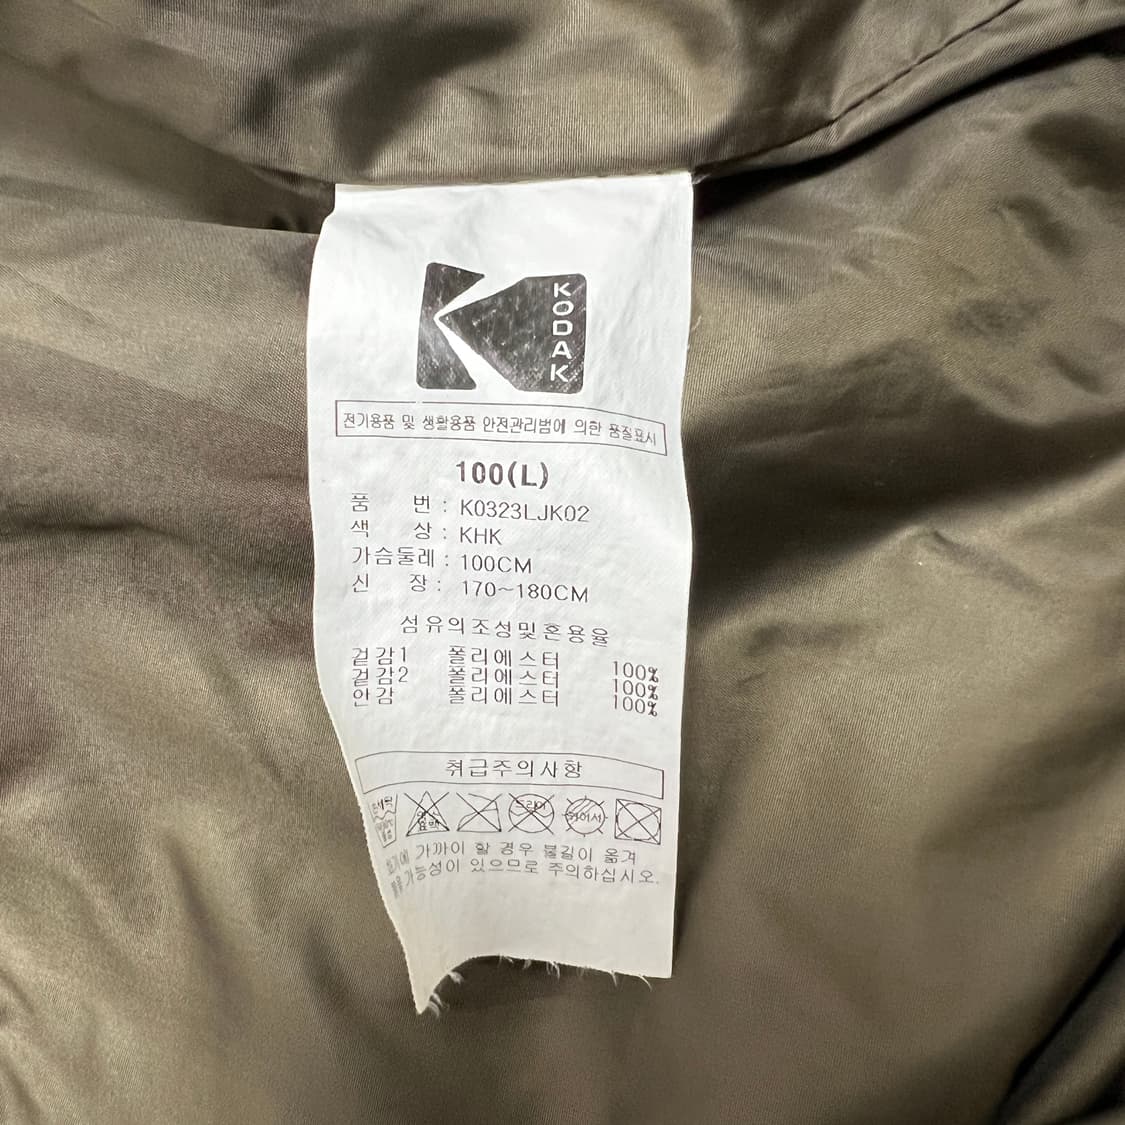 KODAK
전기용품 및 생활용품 안전관리법에 의한 품질표시
100(L)
품 번 : K0323LJK02
색 상 : KHK
가슴둘레 : 100CM
신 장 : 170~180CM
섬유의조성및혼용율
겉감1 폴리에스터 100%
겉감2 폴리에스터 100%
안감 폴리에스터 100%
취급주의사항
드라이
가까이 할 경우 불길이 옮겨
가능성이 있으므로 주의하십시오.